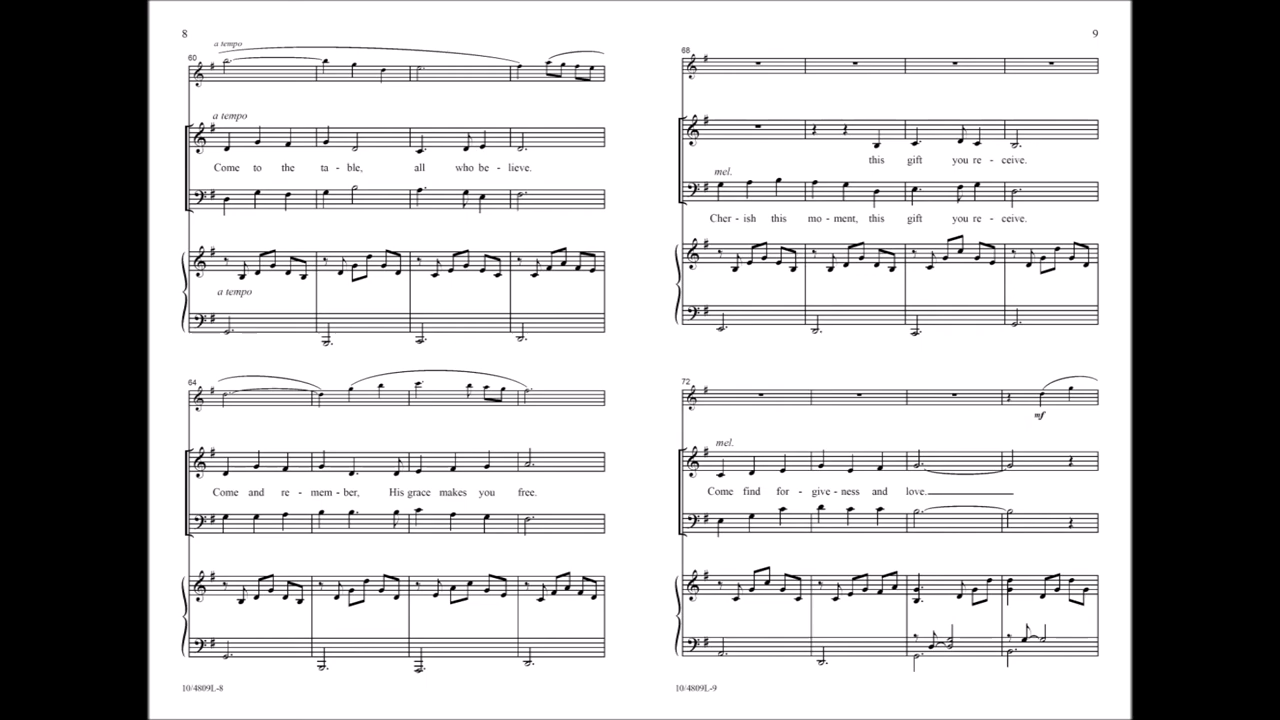 8
a tempo
60
a tempo
Come to the ta - ble, all who be - lieve.
a tempo
64
Come and re - mem - ber, His grace makes you free.
10/4809L-8
9
68
this gift you re - ceive.
mel.
Cher - ish this mo - ment, this gift you re - ceive.
72
mf
mel.
Come find for - give - ness and love.
10/4809L-9